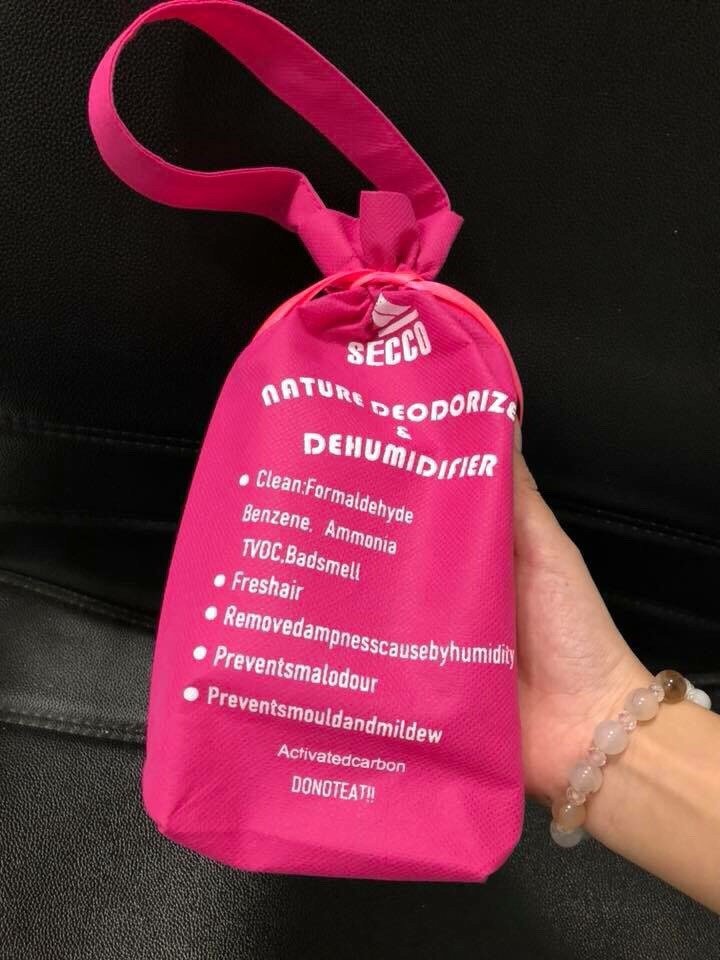 SECCO
NATURE DEODORIZE
&
DEHUMIDIFIER
• Clean:Formaldehyde
Benzene, Ammonia
TVOC,Badsmell
• Freshair
• Removedampnesscausebyhumidity
• Preventsmalodour
• Preventsmouldandmildew
Activatedcarbon
DONOTEAT!!